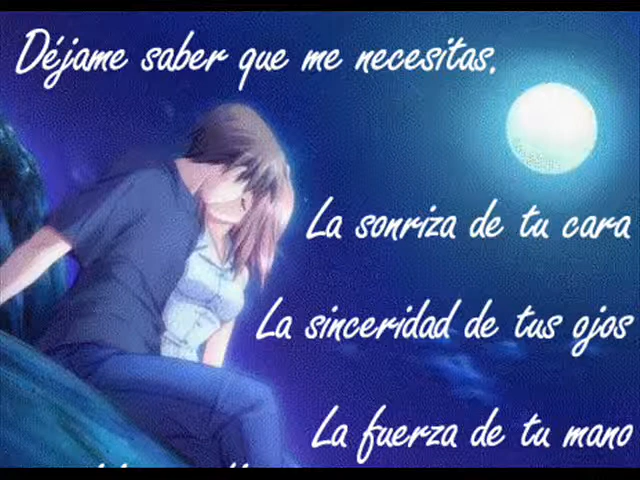 Déjame saber que me necesitas.
La sonriza de tu cara
La sinceridad de tus ojos
La fuerza de tu mano